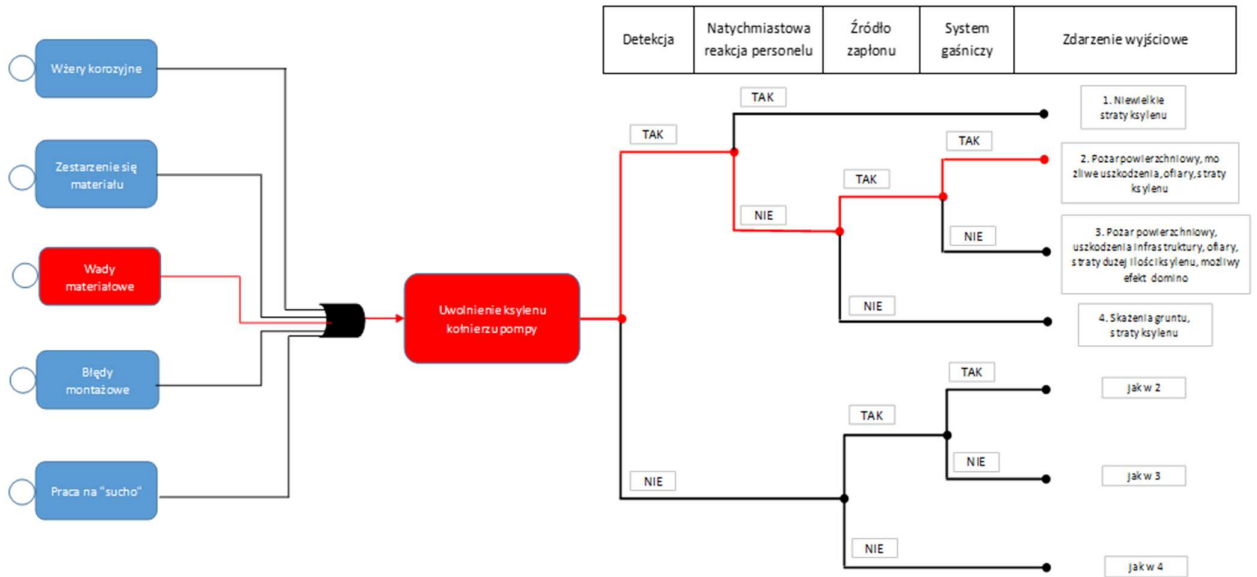 Detekcja
Natychmiastowa
reakcja personelu
Źródło
zapłonu
System
gaśniczy
Zdarzenie wyjściowe
Wżery korozyjne
Zestarzenie się
materiału
Wady
materiałowe
Błędy
montażowe
Praca na "sucho"
Uwolnienie ksylenu
kołnierzu pompy
TAK
TAK
NIE
TAK
NIE
TAK
NIE
NIE
TAK
NIE
TAK
NIE
1. Niewielkie
straty ksylenu
2. Pożar powierzchniowy, mo
żliwe uszkodzenia, ofiary, straty
ksylenu
3. Pożar powierzchniowy,
uszkodzenia infrastruktury, ofiary,
straty dużej ilości ksylenu, możliwy
efekt domino
4. Skażenia gruntu,
straty ksylenu
jak w 2
jak w 3
jak w 4